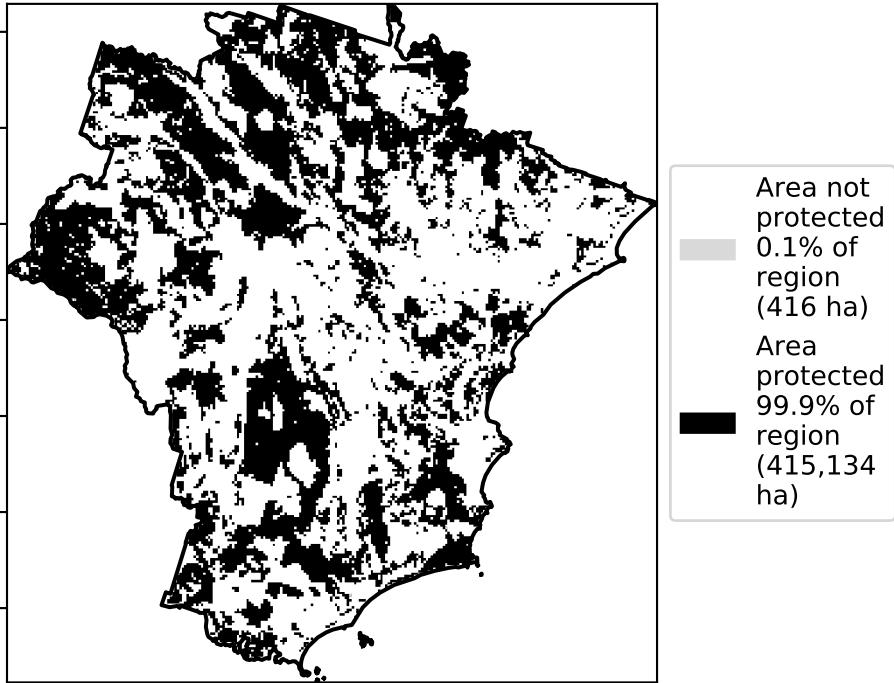 Area not
protected
0.1% of
region
(416 ha)
Area
protected
99.9% of
region
(415,134
ha)